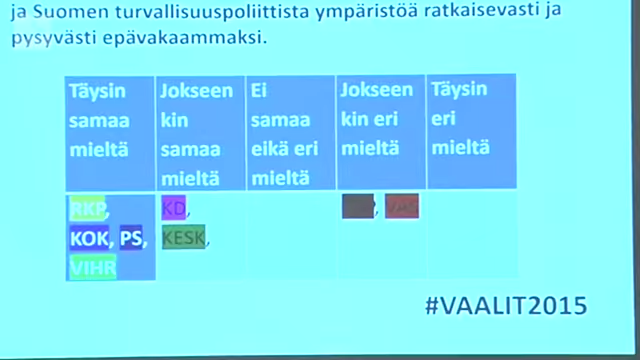 ja Suomen turvallisuuspoliittista ympäristöä ratkaisevasti ja
pysyvästi epävakaammaksi.
Täysin samaa mieltä
Jokseen kin samaa mieltä
Ei samaa eikä eri mieltä
Jokseen kin eri mieltä
Täysin eri mieltä
RKP,
KOK, PS,
VIHR
KD,
KESK,
, VAS
#VAALIT2015